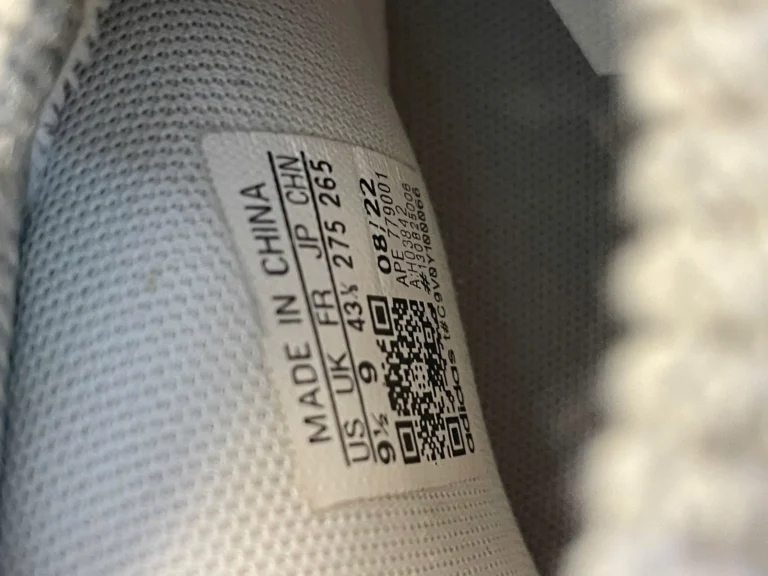 MADE IN CHINA
US UK FR JP CHN
9½ 9 43⅓ 275 265
08/22
APE 779001
adidas